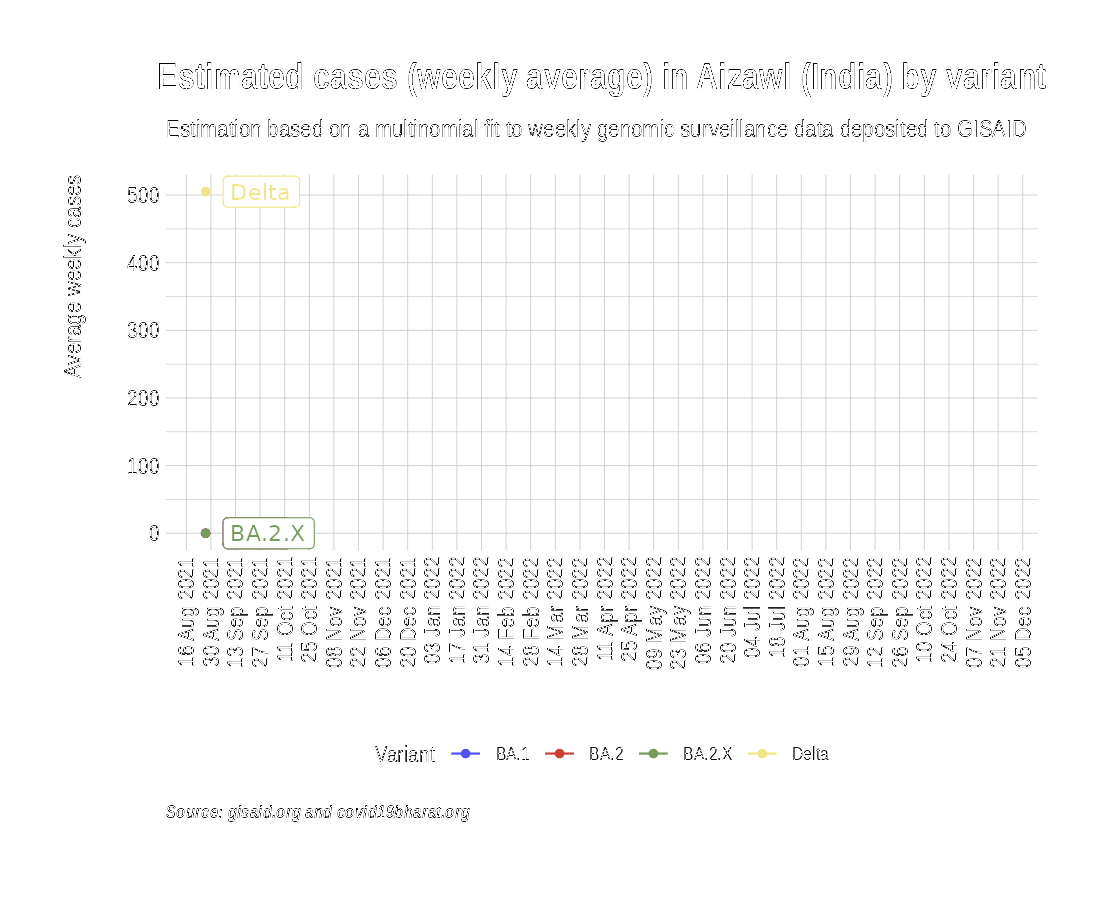 Estimated cases (weekly average) in Aizawl (India) by variant
Estimation based on a multinomial fit to weekly genomic surveillance data deposited to GISAID
Average weekly cases
500
400
300
200
100
0
Delta
BA.2.X
16 Aug 2021
30 Aug 2021
13 Sep 2021
27 Sep 2021
11 Oct 2021
25 Oct 2021
08 Nov 2021
22 Nov 2021
06 Dec 2021
20 Dec 2021
03 Jan 2022
17 Jan 2022
31 Jan 2022
14 Feb 2022
28 Feb 2022
14 Mar 2022
28 Mar 2022
11 Apr 2022
25 Apr 2022
09 May 2022
23 May 2022
06 Jun 2022
20 Jun 2022
04 Jul 2022
18 Jul 2022
01 Aug 2022
15 Aug 2022
29 Aug 2022
12 Sep 2022
26 Sep 2022
10 Oct 2022
24 Oct 2022
07 Nov 2022
21 Nov 2022
05 Dec 2022
Variant BA.1 BA.2 BA.2.X Delta
Source: gisaid.org and covid19bharat.org